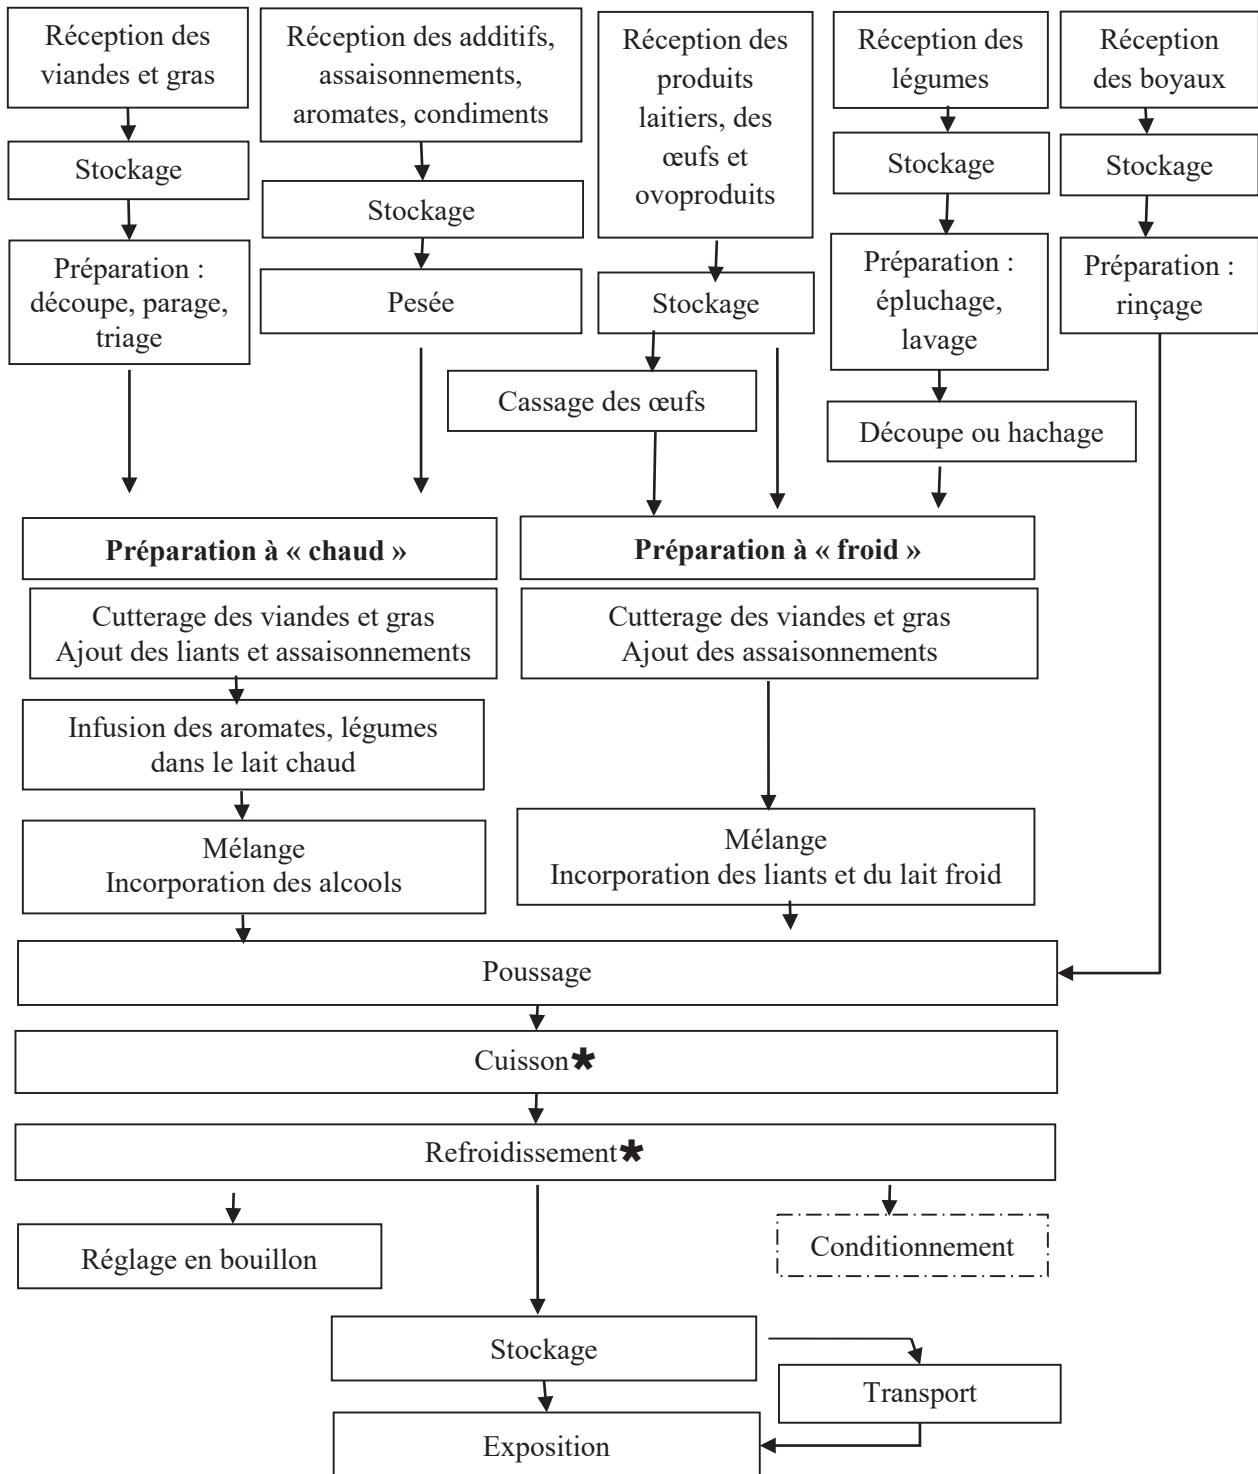 Réception des
viandes et gras
Réception des additifs,
assaisonnements,
aromates, condiments
Réception des
produits
laitiers, des
œufs et
ovoproduits
Réception des
légumes
Réception
des boyaux
Stockage
Stockage
Stockage
Stockage
Stockage
Préparation :
découpe, parage,
triage
Pesée
Préparation :
épluchage,
lavage
Préparation :
rinçage
Cassage des œufs
Découpe ou hachage
Préparation à « chaud »
Préparation à « froid »
Cutterage des viandes et gras
Ajout des liants et assaisonnements
Cutterage des viandes et gras
Ajout des assaisonnements
Infusion des aromates, légumes
dans le lait chaud
Mélange
Incorporation des alcools
Mélange
Incorporation des liants et du lait froid
Poussage
Cuisson*
Refroidissement*
Réglage en bouillon
Conditionnement
Stockage
Transport
Exposition